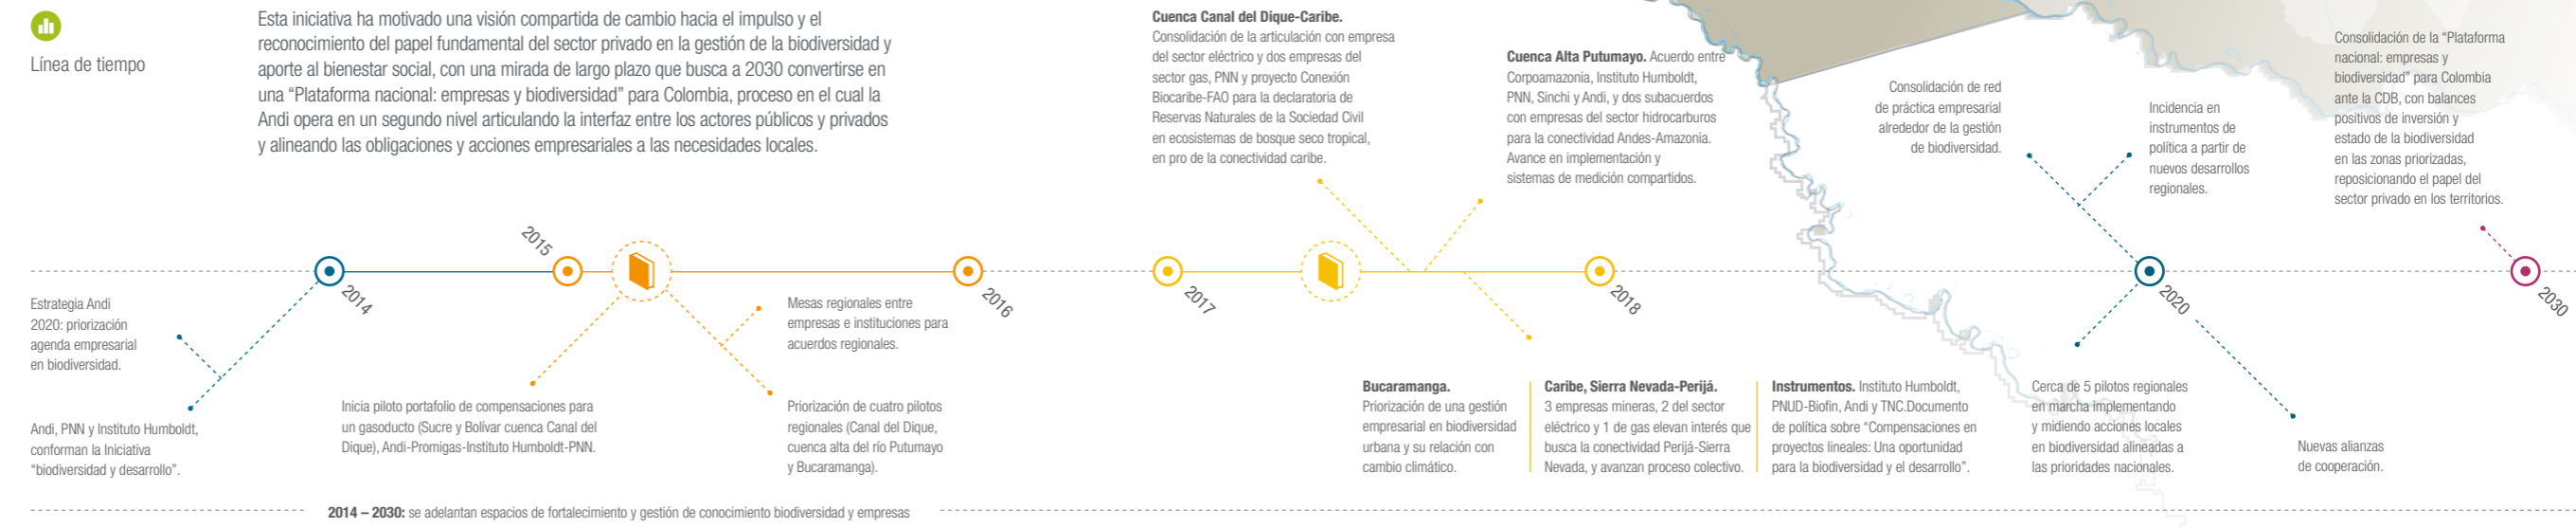 Línea de tiempo
Esta iniciativa ha motivado una visión compartida de cambio hacia el impulso y el
reconocimiento del papel fundamental del sector privado en la gestión de la biodiversidad y
aporte al bienestar social, con una mirada de largo plazo que busca a 2030 convertirse en
una “Plataforma nacional: empresas y biodiversidad” para Colombia, proceso en el cual la
Andi opera en un segundo nivel articulando la interfaz entre los actores públicos y privados
y alineando las obligaciones y acciones empresariales a las necesidades locales.
Cuenca Canal del Dique-Caribe.
Consolidación de la articulación con empresa
del sector eléctrico y dos empresas del
sector gas, PNN y proyecto Conexión
Biocaribe-FAO para la declaratoria de
Reservas Naturales de la Sociedad Civil
en ecosistemas de bosque seco tropical,
en pro de la conectividad caribe.
Cuenca Alta Putumayo. Acuerdo entre
Corpoamazonia, Instituto Humboldt,
PNN, Sinchi y Andi, y dos subacuerdos
con empresas del sector hidrocarburos
para la conectividad Andes-Amazonia.
Avance en implementación y
sistemas de medición compartidos.
Consolidación de red
de práctica empresarial
alrededor de la gestión
de biodiversidad.
Incidencia en
instrumentos de
política a partir de
nuevos desarrollos
regionales.
Consolidación de la “Plataforma
nacional: empresas y
biodiversidad” para Colombia
ante la CDB, con balances
positivos de inversión y
estado de la biodiversidad
en las zonas priorizadas,
reposicionando el papel del
sector privado en los territorios.
2014
2015
2016
2017
2018
2020
2030
Estrategia Andi
2020: priorización
agenda empresarial
en biodiversidad.
Andi, PNN y Instituto Humboldt,
conforman la Iniciativa
“biodiversidad y desarrollo”.
Inicia piloto portafolio de compensaciones para
un gasoducto (Sucre y Bolívar cuenca Canal del
Dique), Andi-Promigas-Instituto Humboldt-PNN.
Mesas regionales entre
empresas e instituciones para
acuerdos regionales.
Priorización de cuatro pilotos
regionales (Canal del Dique,
cuenca alta del río Putumayo
y Bucaramanga).
Bucaramanga.
Priorización de una gestión
empresarial en biodiversidad
urbana y su relación con
cambio climático.
Caribe, Sierra Nevada-Perijá.
3 empresas mineras, 2 del sector
eléctrico y 1 de gas elevan interés que
busca la conectividad Perijá-Sierra
Nevada, y avanzan proceso colectivo.
Instrumentos. Instituto Humboldt,
PNUD-Biofin, Andi y TNC.Documento
de política sobre “Compensaciones en
proyectos lineales: Una oportunidad
para la biodiversidad y el desarrollo”.
Cerca de 5 pilotos regionales
en marcha implementando
y midiendo acciones locales
en biodiversidad alineadas a
las prioridades nacionales.
Nuevas alianzas
de cooperación.
2014 – 2030: se adelantan espacios de fortalecimiento y gestión de conocimiento biodiversidad y empresas